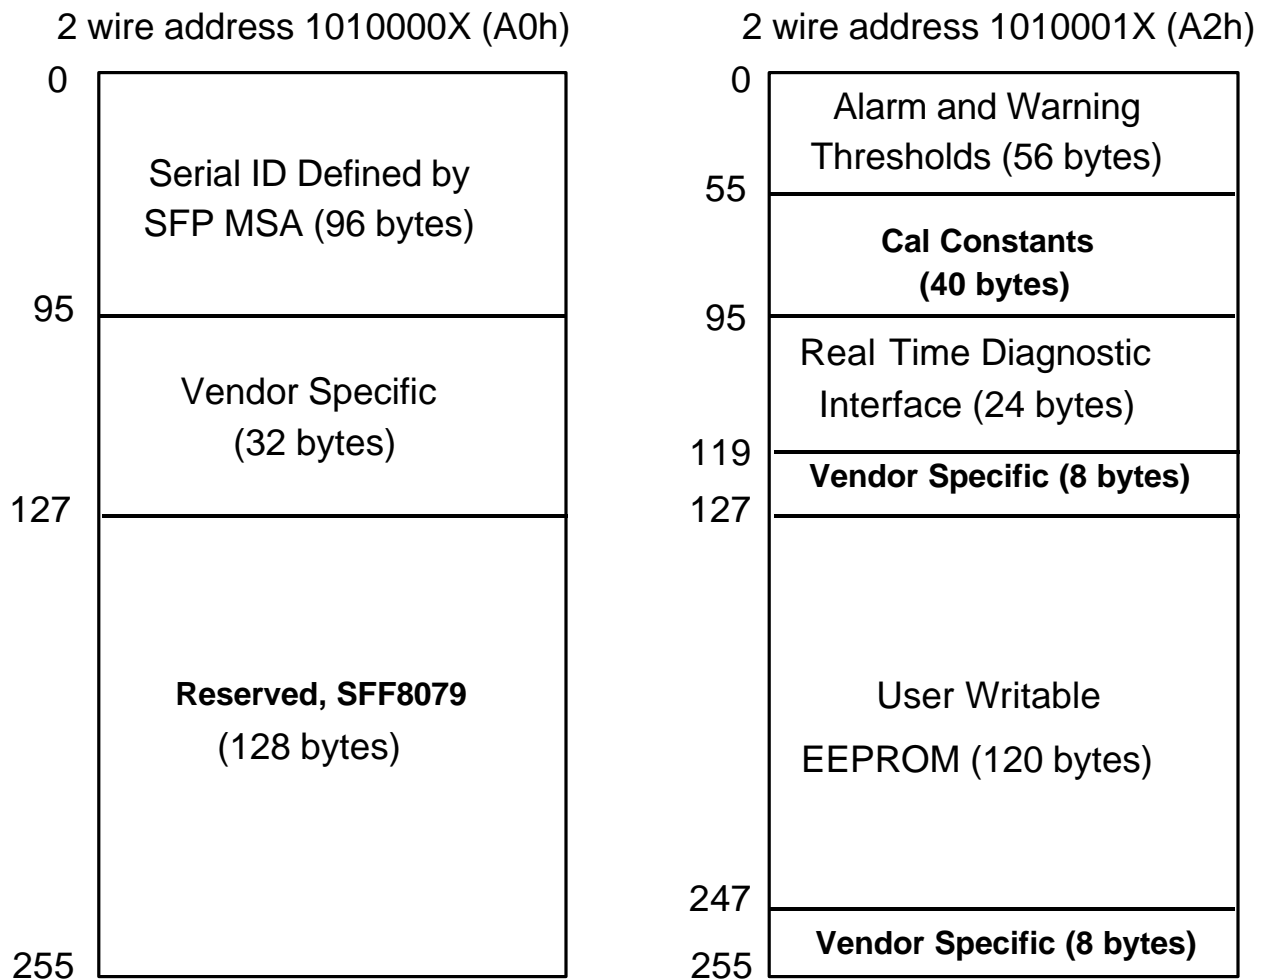 2 wire address 1010000X (A0h)
0
Serial ID Defined by
SFP MSA (96 bytes)
95
Vendor Specific
(32 bytes)
127
Reserved, SFF8079
(128 bytes)
255
2 wire address 1010001X (A2h)
0
Alarm and Warning
Thresholds (56 bytes)
55
Cal Constants
(40 bytes)
95
Real Time Diagnostic
Interface (24 bytes)
119
Vendor Specific (8 bytes)
127
User Writable
EEPROM (120 bytes)
247
Vendor Specific (8 bytes)
255